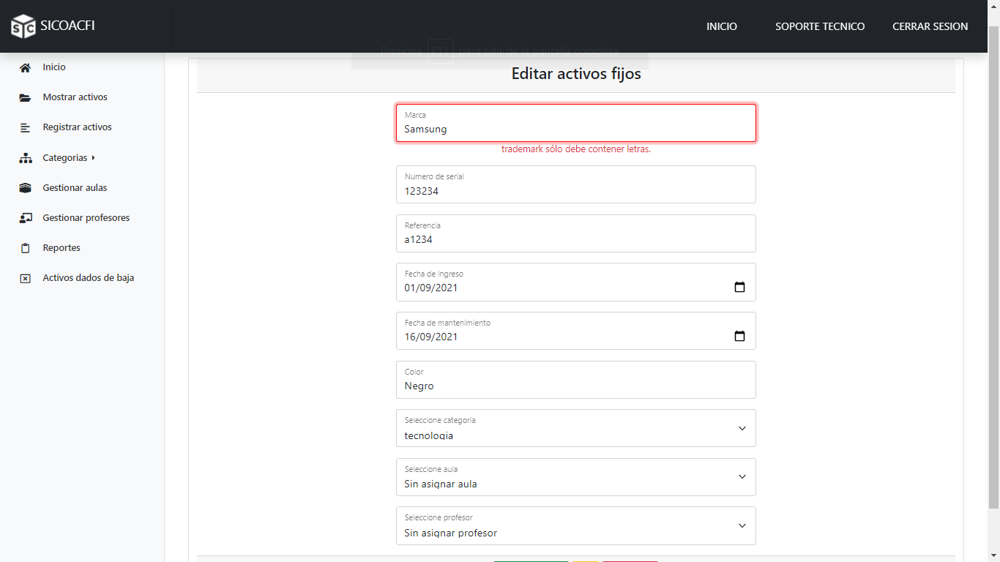 SICOACFI
INICIO
SOPORTE TECNICO
CERRAR SESION
Presiona F11 para salir de la pantalla completa
Inicio
Mostrar activos
Registrar activos
Categorias
Gestionar aulas
Gestionar profesores
Reportes
Activos dados de baja
Editar activos fijos
Marca
Samsung
trademark sólo debe contener letras.
Numero de serial
123234
Referencia
a1234
Fecha de ingreso
01/09/2021
Fecha de mantenimiento
16/09/2021
Color
Negro
Seleccione categoria
tecnologia
Seleccione aula
Sin asignar aula
Seleccione profesor
Sin asignar profesor